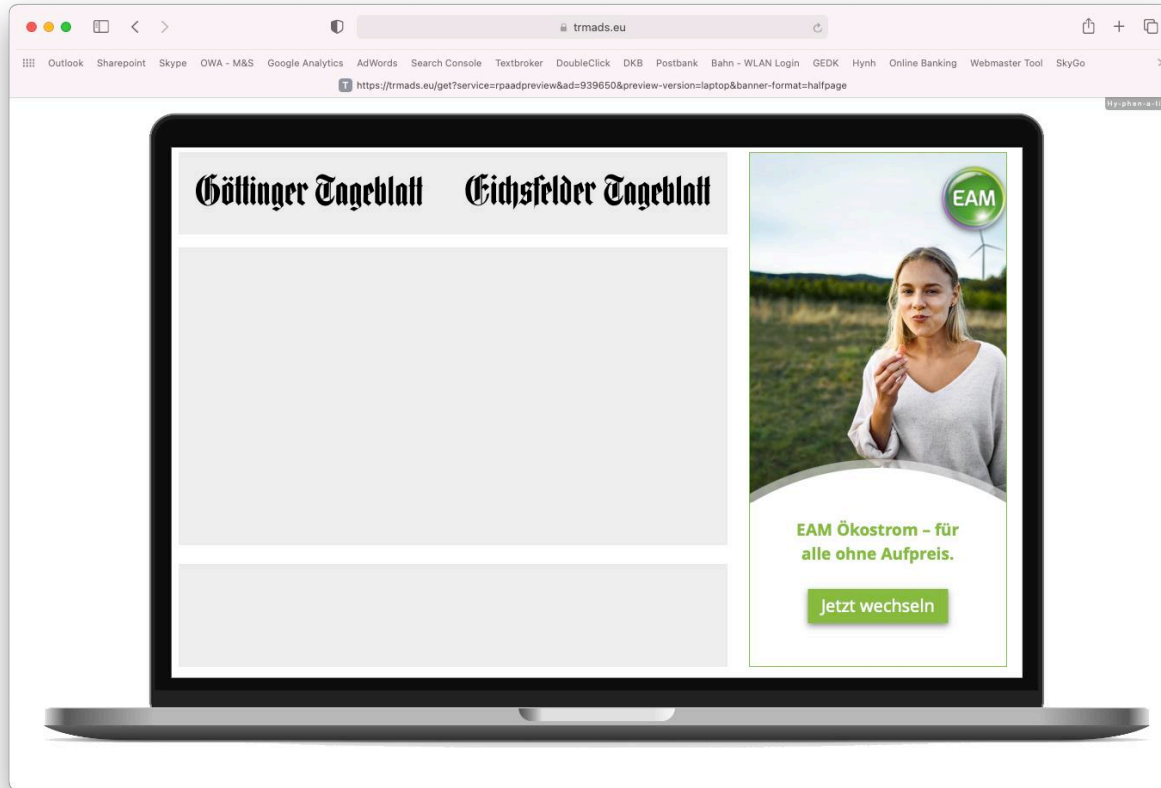 trmads.eu
Outlook Sharepoint Skype OWA - M&S Google Analytics AdWords Search Console Textbroker DoubleClick DKB Postbank Bahn - WLAN Login GEDK Hynh Online Banking Webmaster Tool SkyGo
T https://trmads.eu/get?service=rpaadpreview&ad=939650&preview-version=laptop&banner-format=halfpage
Göttinger Tageblatt Eichsfelder Tageblatt
EAM
EAM Ökostrom – für
alle ohne Aufpreis.
Jetzt wechseln